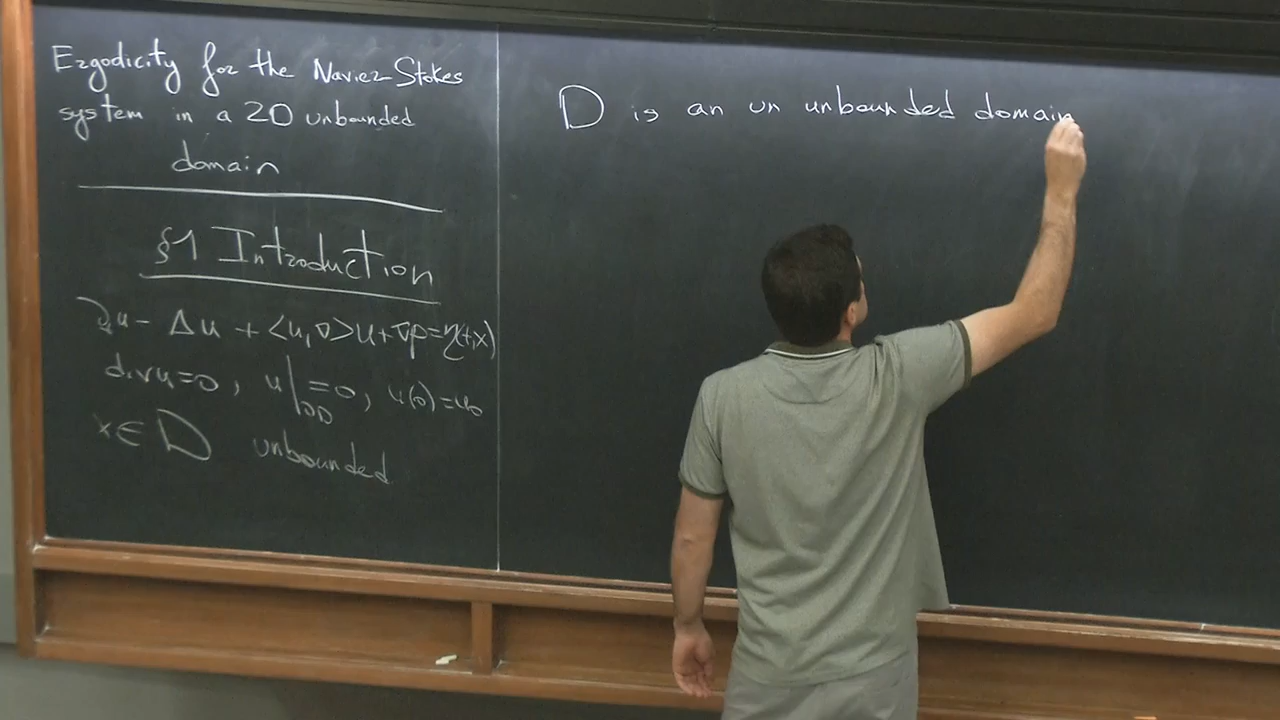 Ergodicity for the Navier-Stokes
system in a 2D unbounded
domain
§1 Introduction
∂ₜu - Δu + <u,∇>u + ∇p = η(t,x)
div u = 0, u|∂D = 0, u(0) = u₀
x ∈ D unbounded
D is an un unbounded domain